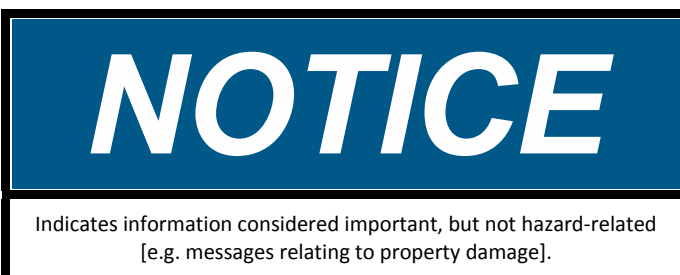 NOTICE
Indicates information considered important, but not hazard-related
[e.g. messages relating to property damage].